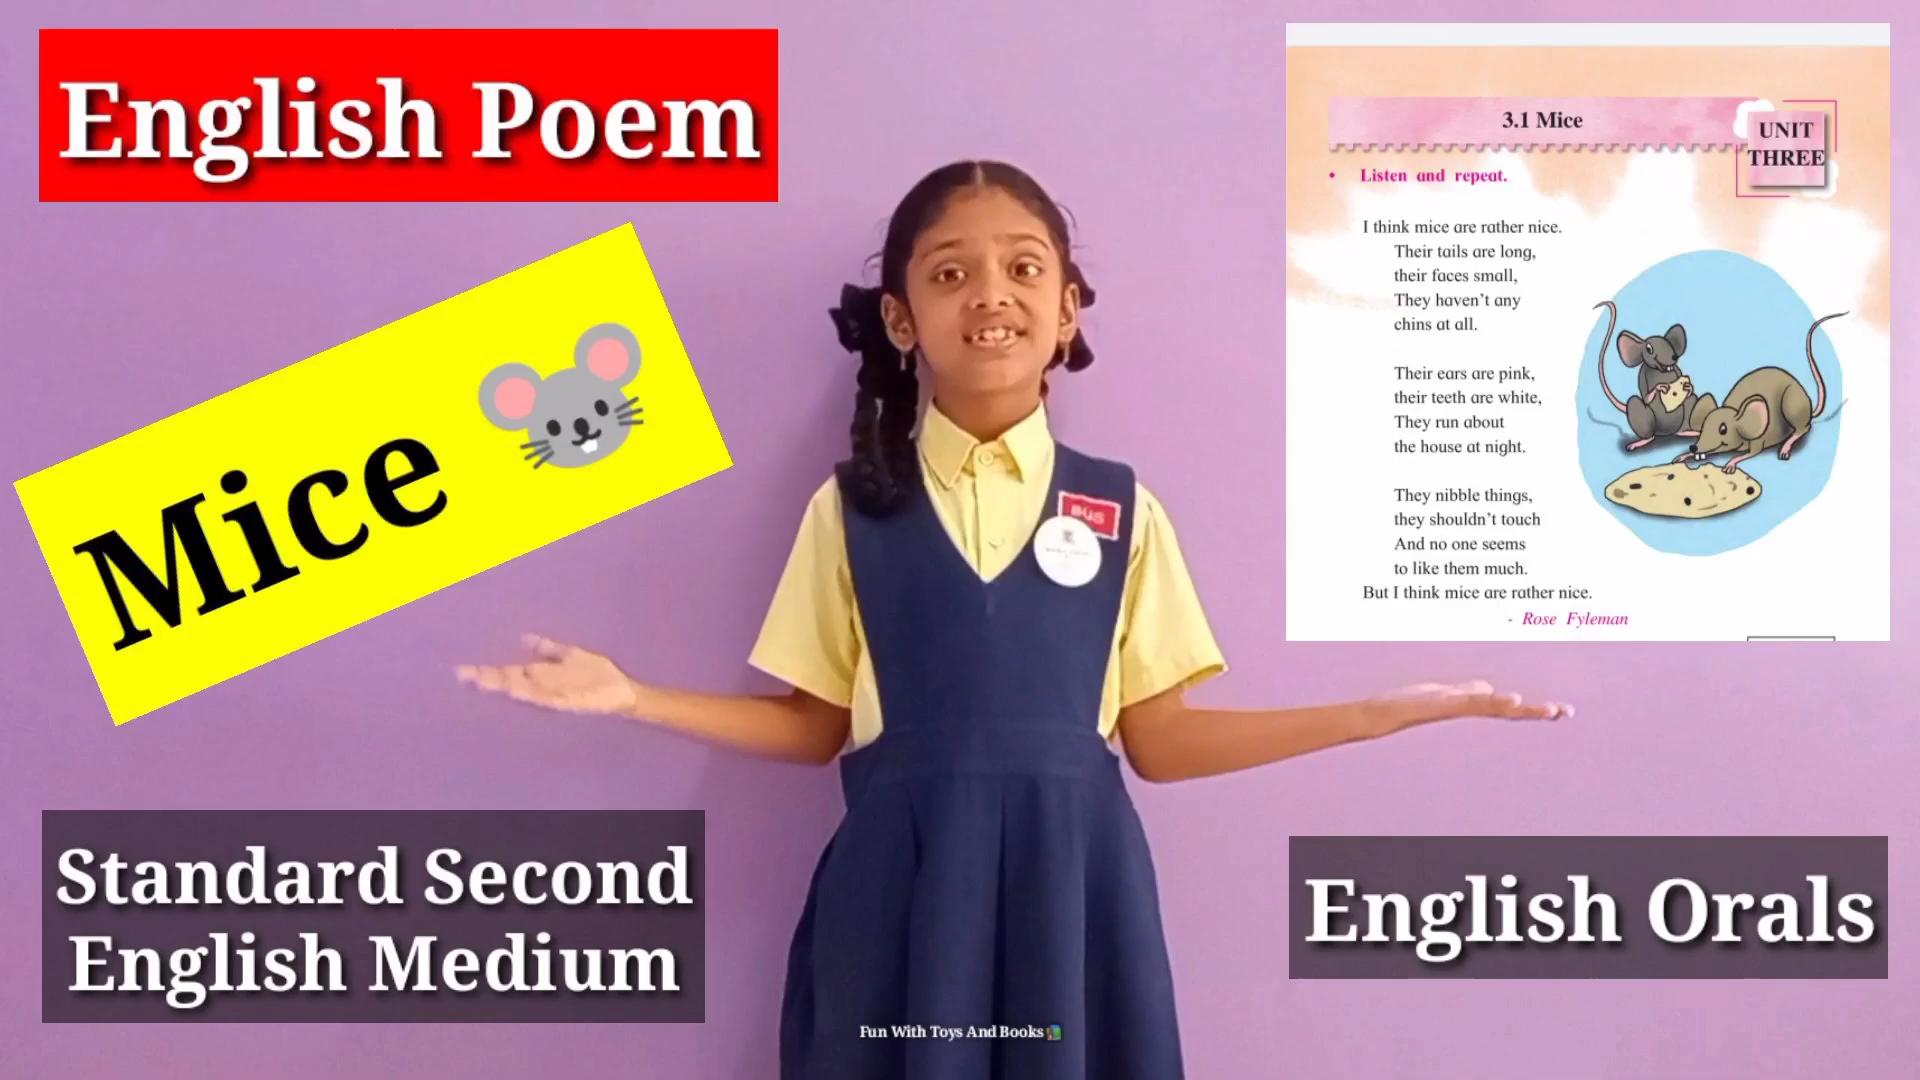 English Poem
Mice
Standard Second
English Medium
3.1 Mice
UNIT
THREE
• Listen and repeat.
I think mice are rather nice.
Their tails are long,
their faces small,
They haven't any
chins at all.
Their ears are pink,
their teeth are white,
They run about
the house at night.
They nibble things,
they shouldn't touch
And no one seems
to like them much.
But I think mice are rather nice.
- Rose Fyleman
BUS
English Orals
Fun With Toys And Books